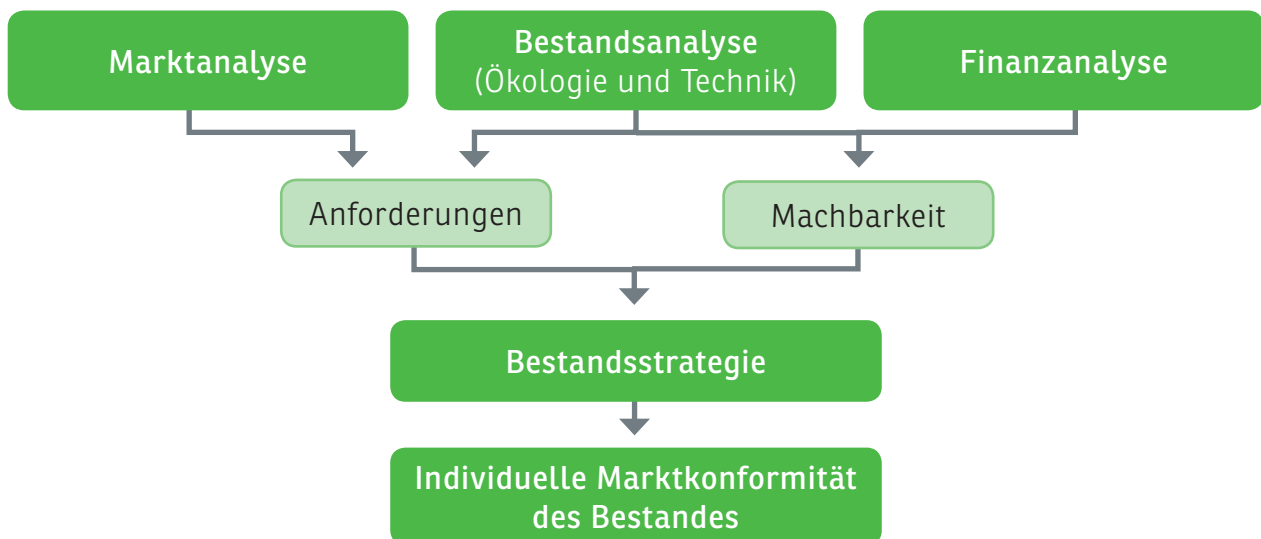 Marktanalyse
Bestandsanalyse
(Ökologie und Technik)
Finanzanalyse
Anforderungen
Machbarkeit
Bestandsstrategie
Individuelle Marktkonformität
des Bestandes